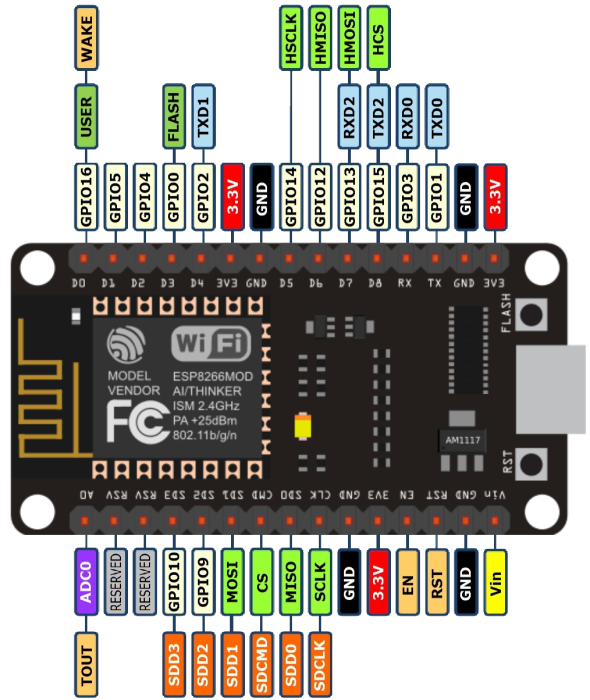 WAKE
HSCLK
HMISO
HMOSI
HCS
USER
FLASH
TXD1
RXD2
TXD2
RXD0
TXD0
GPIO16
GPIO5
GPIO4
GPIO0
GPIO2
3.3V
GND
GPIO14
GPIO12
GPIO13
GPIO15
GPIO3
GPIO1
GND
3.3V
D0 D1 D2 D3 D4 3V3 GND D5 D6 D7 D8 RX TX GND 3V3
FLASH
WiFi
MODEL
VENDOR
FC
ESP8266MOD
AI/THINKER
ISM 2.4GHz
PA +25dBm
802.11b/g/n
AM1117
RST
A0 RSV RSV SD3 SD2 SD1 CMD SD0 CLK GND 3V3 EN RST GND Vin
ADC0
RESERVED
RESERVED
GPIO10
GPIO9
MOSI
CS
MISO
SCLK
GND
3.3V
EN
RST
GND
Vin
TOUT
SDD3
SDD2
SDD1
SDCMD
SDD0
SDCLK